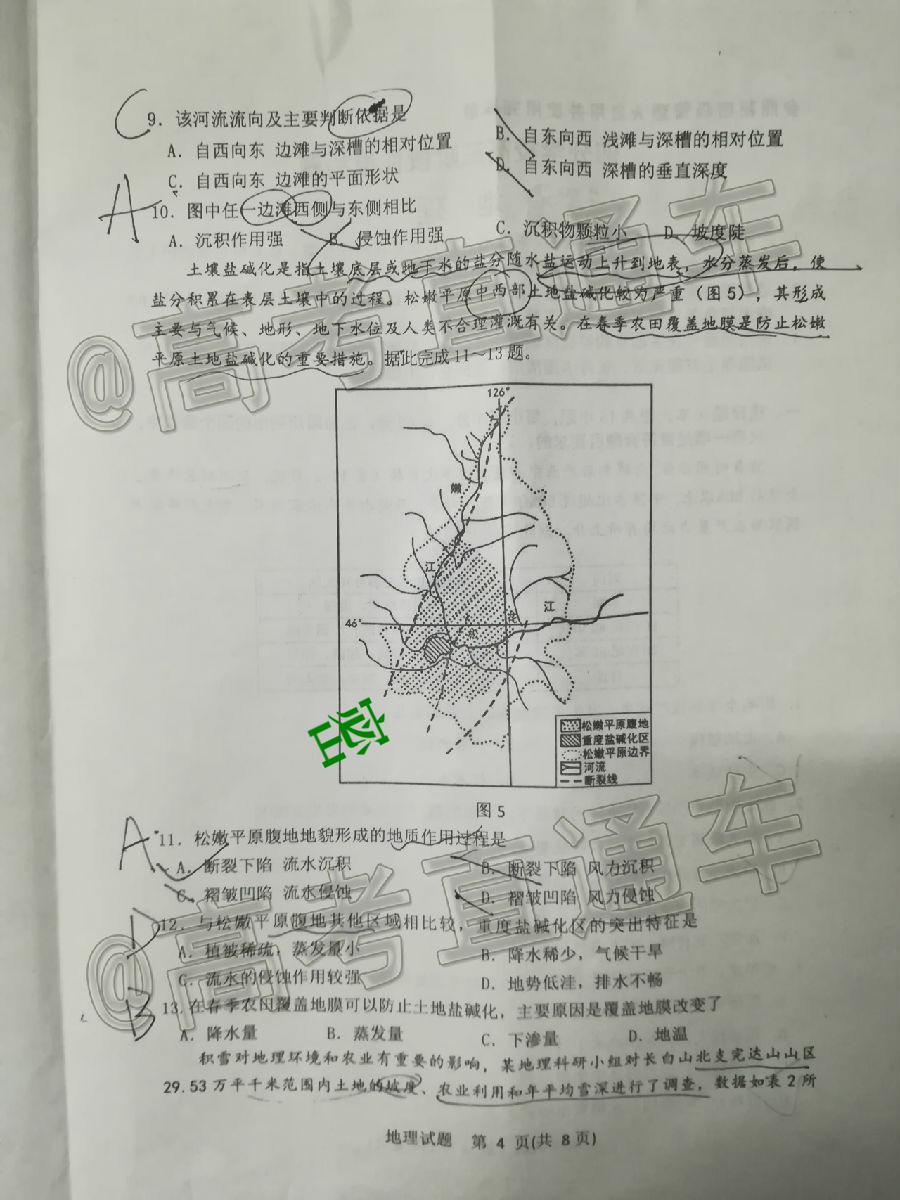 C
9．该河流流向及主要判断依据是
A．自西向东 边滩与深槽的相对位置
B．自东向西 浅滩与深槽的相对位置
C．自西向东 边滩的平面形状
D．自东向西 深槽的垂直深度
A
10．图中任一边滩西侧与东侧相比
A．沉积作用强 B．侵蚀作用强 C．沉积物颗粒小 D．坡度陡
土壤盐碱化是指土壤底层或地下水的盐分随水盐运动上升到地表，水分蒸发后，使
盐分积累在表层土壤中的过程。松嫩平原中西部土地盐碱化较为严重（图5），其形成
主要与气候、地形、地下水位及人类不合理灌溉有关。在春季农田覆盖地膜是防止松嫩
平原土地盐碱化的重要措施。据此完成11～13题。
126°
嫩
江
46°
松
江
密
松嫩平原腹地
重度盐碱化区
松嫩平原边界
河流
断裂线
图5
A
11．松嫩平原腹地地貌形成的地质作用过程是
A．断裂下陷 流水沉积
B．断裂下陷 风力沉积
C．褶皱凹陷 流水侵蚀
D．褶皱凹陷 风力侵蚀
D
12．与松嫩平原腹地其他区域相比较，重度盐碱化区的突出特征是
A．植被稀疏，蒸发量小
B．降水稀少，气候干旱
C．流水的侵蚀作用较强
D．地势低洼，排水不畅
B
13．在春季农田覆盖地膜可以防止土地盐碱化，主要原因是覆盖地膜改变了
A．降水量 B．蒸发量 C．下渗量 D．地温
积雪对地理环境和农业有重要的影响，某地理科研小组对长白山北支完达山山区
29.53万平千米范围内土地的坡度、农业利用和年平均雪深进行了调查，数据如表2所
地理试题 第 4 页(共 8 页)
@高考直通车
@高考直通车